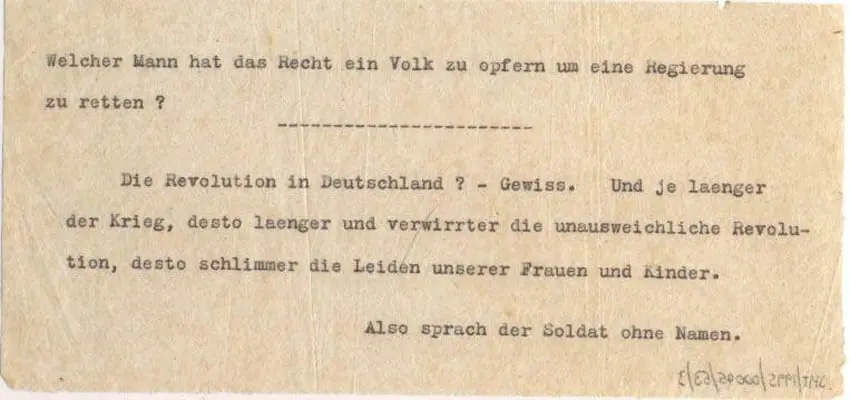 Welcher Mann hat das Recht ein Volk zu opfern um eine Regierung
zu retten ?
-----------------------
Die Revolution in Deutschland ? - Gewiss. Und je laenger
der Krieg, desto laenger und verwirrter die unausweichliche Revolu-
tion, desto schlimmer die Leiden unserer Frauen und Kinder.
Also sprach der Soldat ohne Namen.